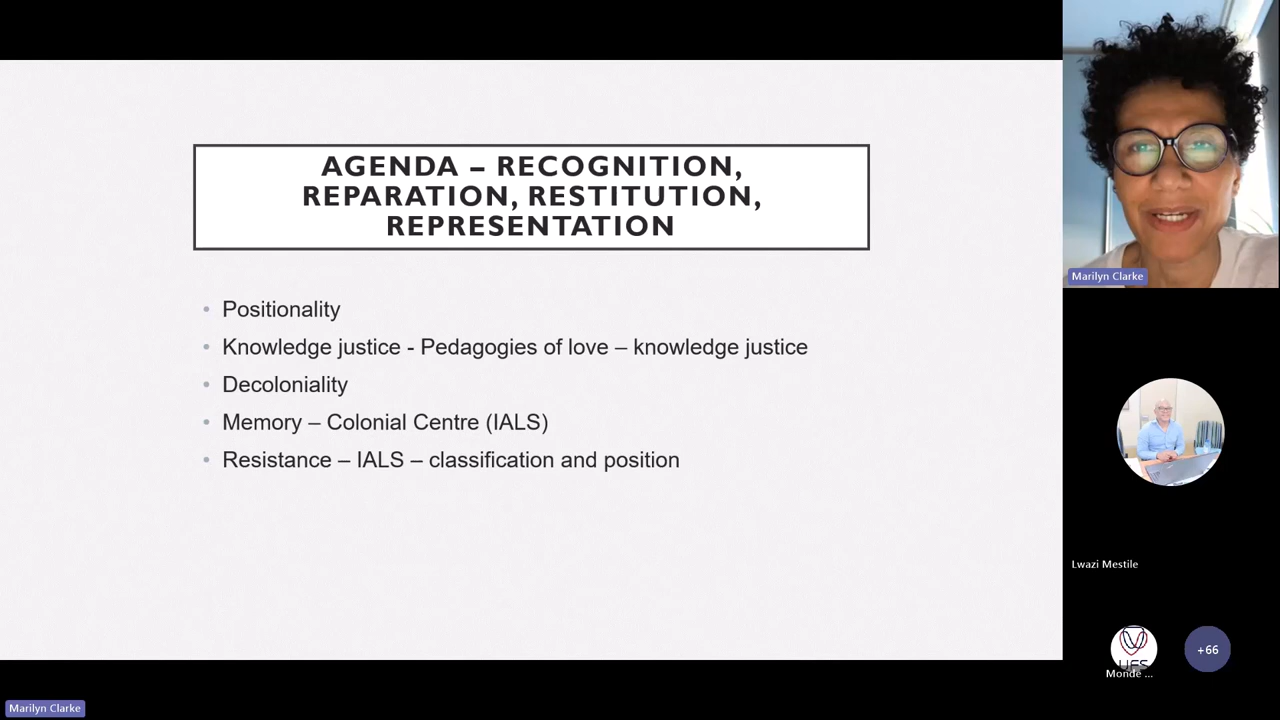 AGENDA – RECOGNITION,
REPARATION, RESTITUTION,
REPRESENTATION
• Positionality
• Knowledge justice - Pedagogies of love – knowledge justice
• Decoloniality
• Memory – Colonial Centre (IALS)
• Resistance – IALS – classification and position
Marilyn Clarke
Lwazi Mestile
UFS
Monde ...
+66
Marilyn Clarke